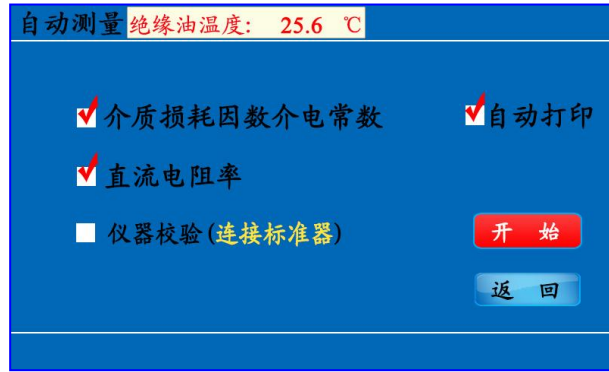 自动测量 绝缘油温度: 25.6 ℃
介质损耗因数介电常数 自动打印
直流电阻率
仪器校验(连接标准器)
开 始
返 回